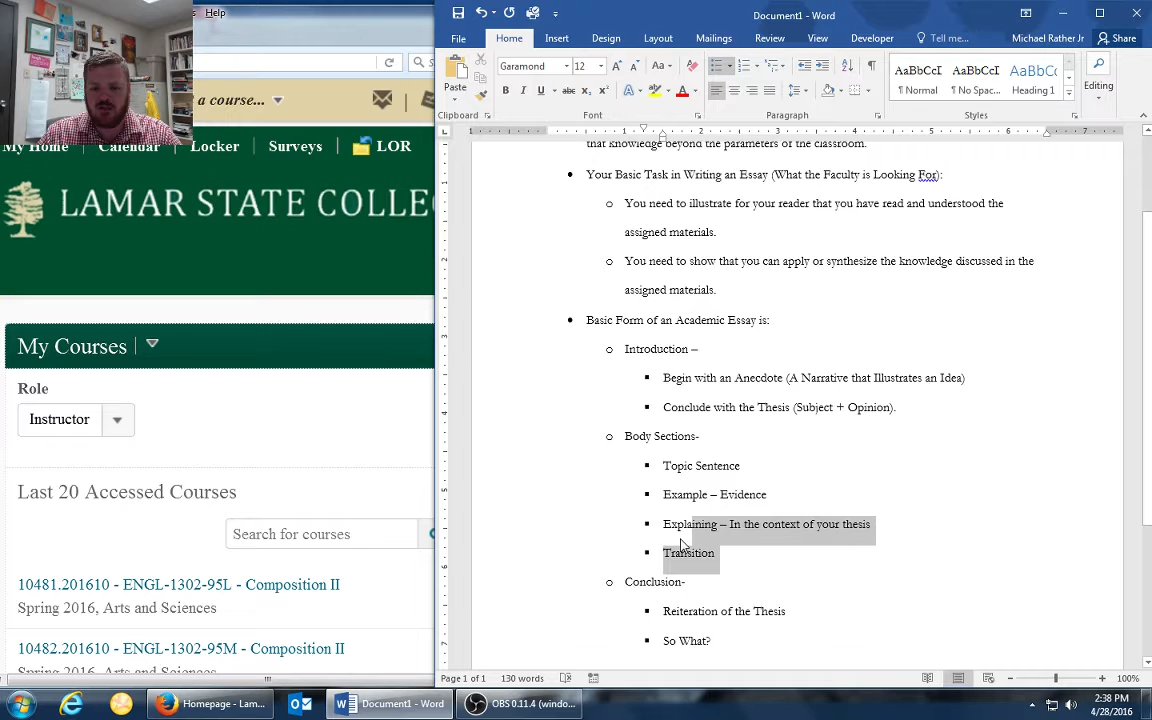 Help
Document1 - Word
File Home Insert Design Layout Mailings Review View Developer Tell me... Michael Rather Jr Share
Paste
Garamond 12
AaBbCcI AaBbCcI AaBbCc
¶ Normal ¶ No Spac... Heading 1
Editing
Clipboard Font Paragraph Styles
a course...
My Home Calendar Locker Surveys LOR
LAMAR STATE COLLE
My Courses
Role
Instructor
Last 20 Accessed Courses
Search for courses
10481.201610 - ENGL-1302-95L - Composition II
Spring 2016, Arts and Sciences
10482.201610 - ENGL-1302-95M - Composition II
Spring 2016, Arts and Sciences
that knowledge beyond the parameters of the classroom.
• Your Basic Task in Writing an Essay (What the Faculty is Looking For):
o You need to illustrate for your reader that you have read and understood the
assigned materials.
o You need to show that you can apply or synthesize the knowledge discussed in the
assigned materials.
• Basic Form of an Academic Essay is:
o Introduction –
▪ Begin with an Anecdote (A Narrative that Illustrates an Idea)
▪ Conclude with the Thesis (Subject + Opinion).
o Body Sections-
▪ Topic Sentence
▪ Example – Evidence
▪ Explaining – In the context of your thesis
▪ Transition
o Conclusion-
▪ Reiteration of the Thesis
▪ So What?
Page 1 of 1 130 words 100%
Homepage - Lam...
Document1 - Word
OBS 0.11.4 (windo...
2:38 PM
4/28/2016